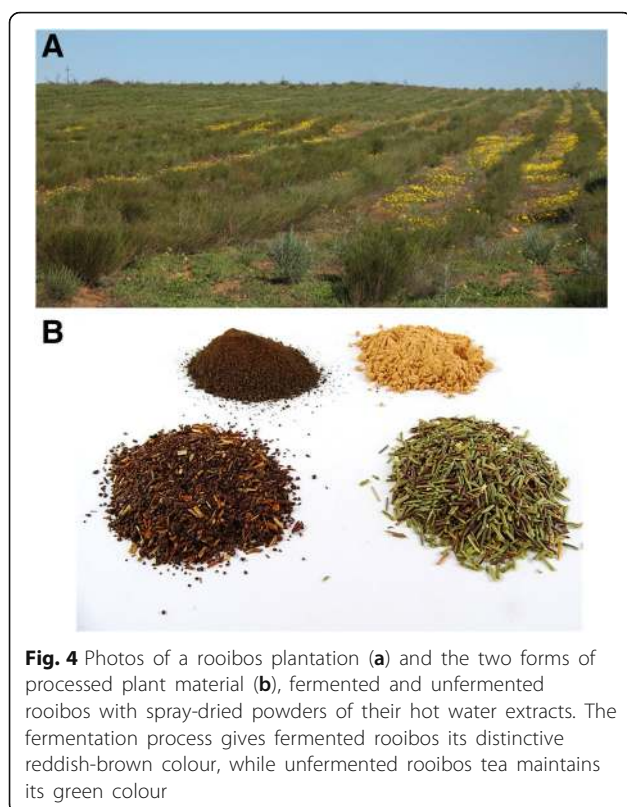 A
B
Fig. 4 Photos of a rooibos plantation (a) and the two forms of
processed plant material (b), fermented and unfermented
rooibos with spray-dried powders of their hot water extracts. The
fermentation process gives fermented rooibos its distinctive
reddish-brown colour, while unfermented rooibos tea maintains
its green colour